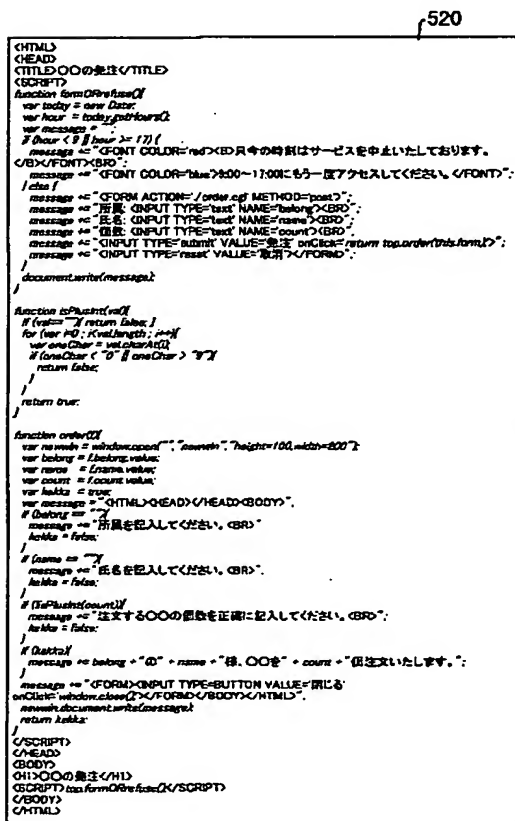 520
<HTML>
<HEAD>
<TITLE>〇〇の発注</TITLE>
<SCRIPT>
function formORrefuse(){
var today = new Date;
var hour = today.getHours();
var message = "";
if (hour < 9 || hour >= 17) {
message += "<FONT COLOR='red'><B>只今の時刻はサービスを中止いたしております。
</B></FONT><BR>";
message += "<FONT COLOR='blue'>9:00~17:00にもう一度アクセスしてください。</FONT>";
} else {
message += "<FORM ACTION='./order.cgi' METHOD='post'>";
message += "所属: <INPUT TYPE='text' NAME='belong'><BR>";
message += "氏名: <INPUT TYPE='text' NAME='name'><BR>";
message += "個数: <INPUT TYPE='text' NAME='count'><BR>";
message += "<INPUT TYPE='submit' VALUE='発注' onClick='return top.order(this.form)'>";
message += "<INPUT TYPE='reset' VALUE='取消'></FORM>";
}
document.write(message);
}
function isPlusInt(val){
if (val==""){ return false; }
for (var i=0 ; i<val.length ; i++){
var oneChar = val.charAt(i);
if (oneChar < "0" || oneChar > "9"){
return false;
}
}
return true;
}
function order(f){
var newwin = window.open("", "newwin", "height=100,width=200");
var belong = f.belong.value;
var name = f.name.value;
var count = f.count.value;
var kekka = true;
var message = "<HTML><HEAD></HEAD><BODY>";
if (belong == ""){
message += "所属を記入してください。<BR>"
kekka = false;
}
if (name == ""){
message += "氏名を記入してください。<BR>";
kekka = false;
}
if (!isPlusInt(count)){
message += "注文する〇〇の個数を正確に記入してください。<BR>";
kekka = false;
}
if (kekka){
message += belong + "の" + name + "様、〇〇を" + count + "個注文いたします。";
}
message += "<FORM><INPUT TYPE=BUTTON VALUE='閉じる'
onClick='window.close()'></FORM></BODY></HTML>";
newwin.document.write(message);
return kekka;
}
</SCRIPT>
</HEAD>
<BODY>
<H1>〇〇の発注</H1>
<SCRIPT>top.formORrefuse()</SCRIPT>
</BODY>
</HTML>